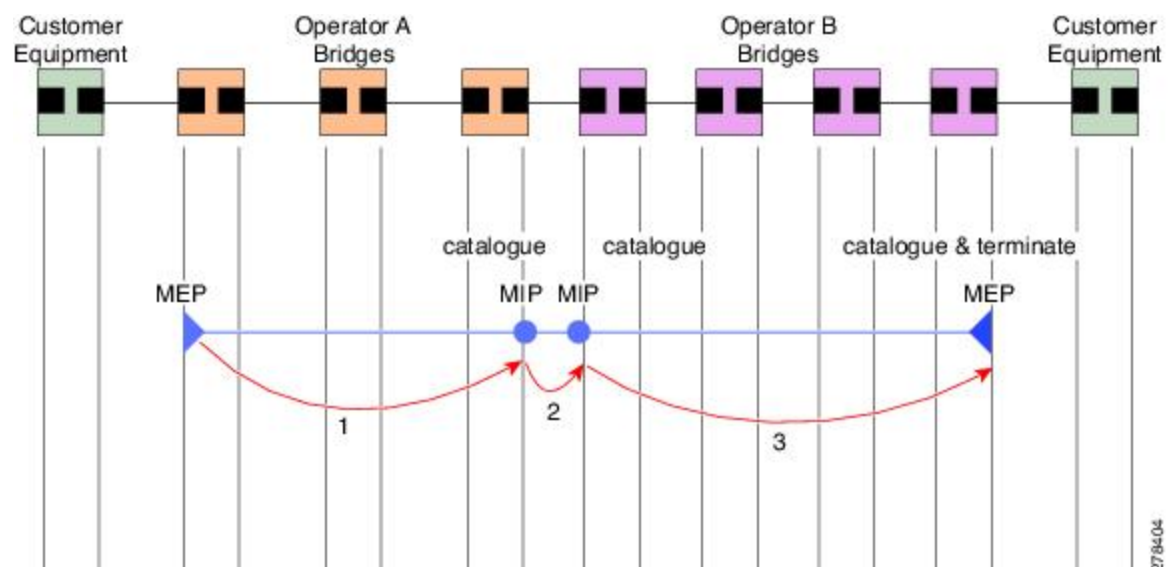 Customer
Equipment
Operator A
Bridges
Operator B
Bridges
Customer
Equipment
catalogue
catalogue
catalogue & terminate
MEP
MIP
MIP
MEP
1
2
3
278404